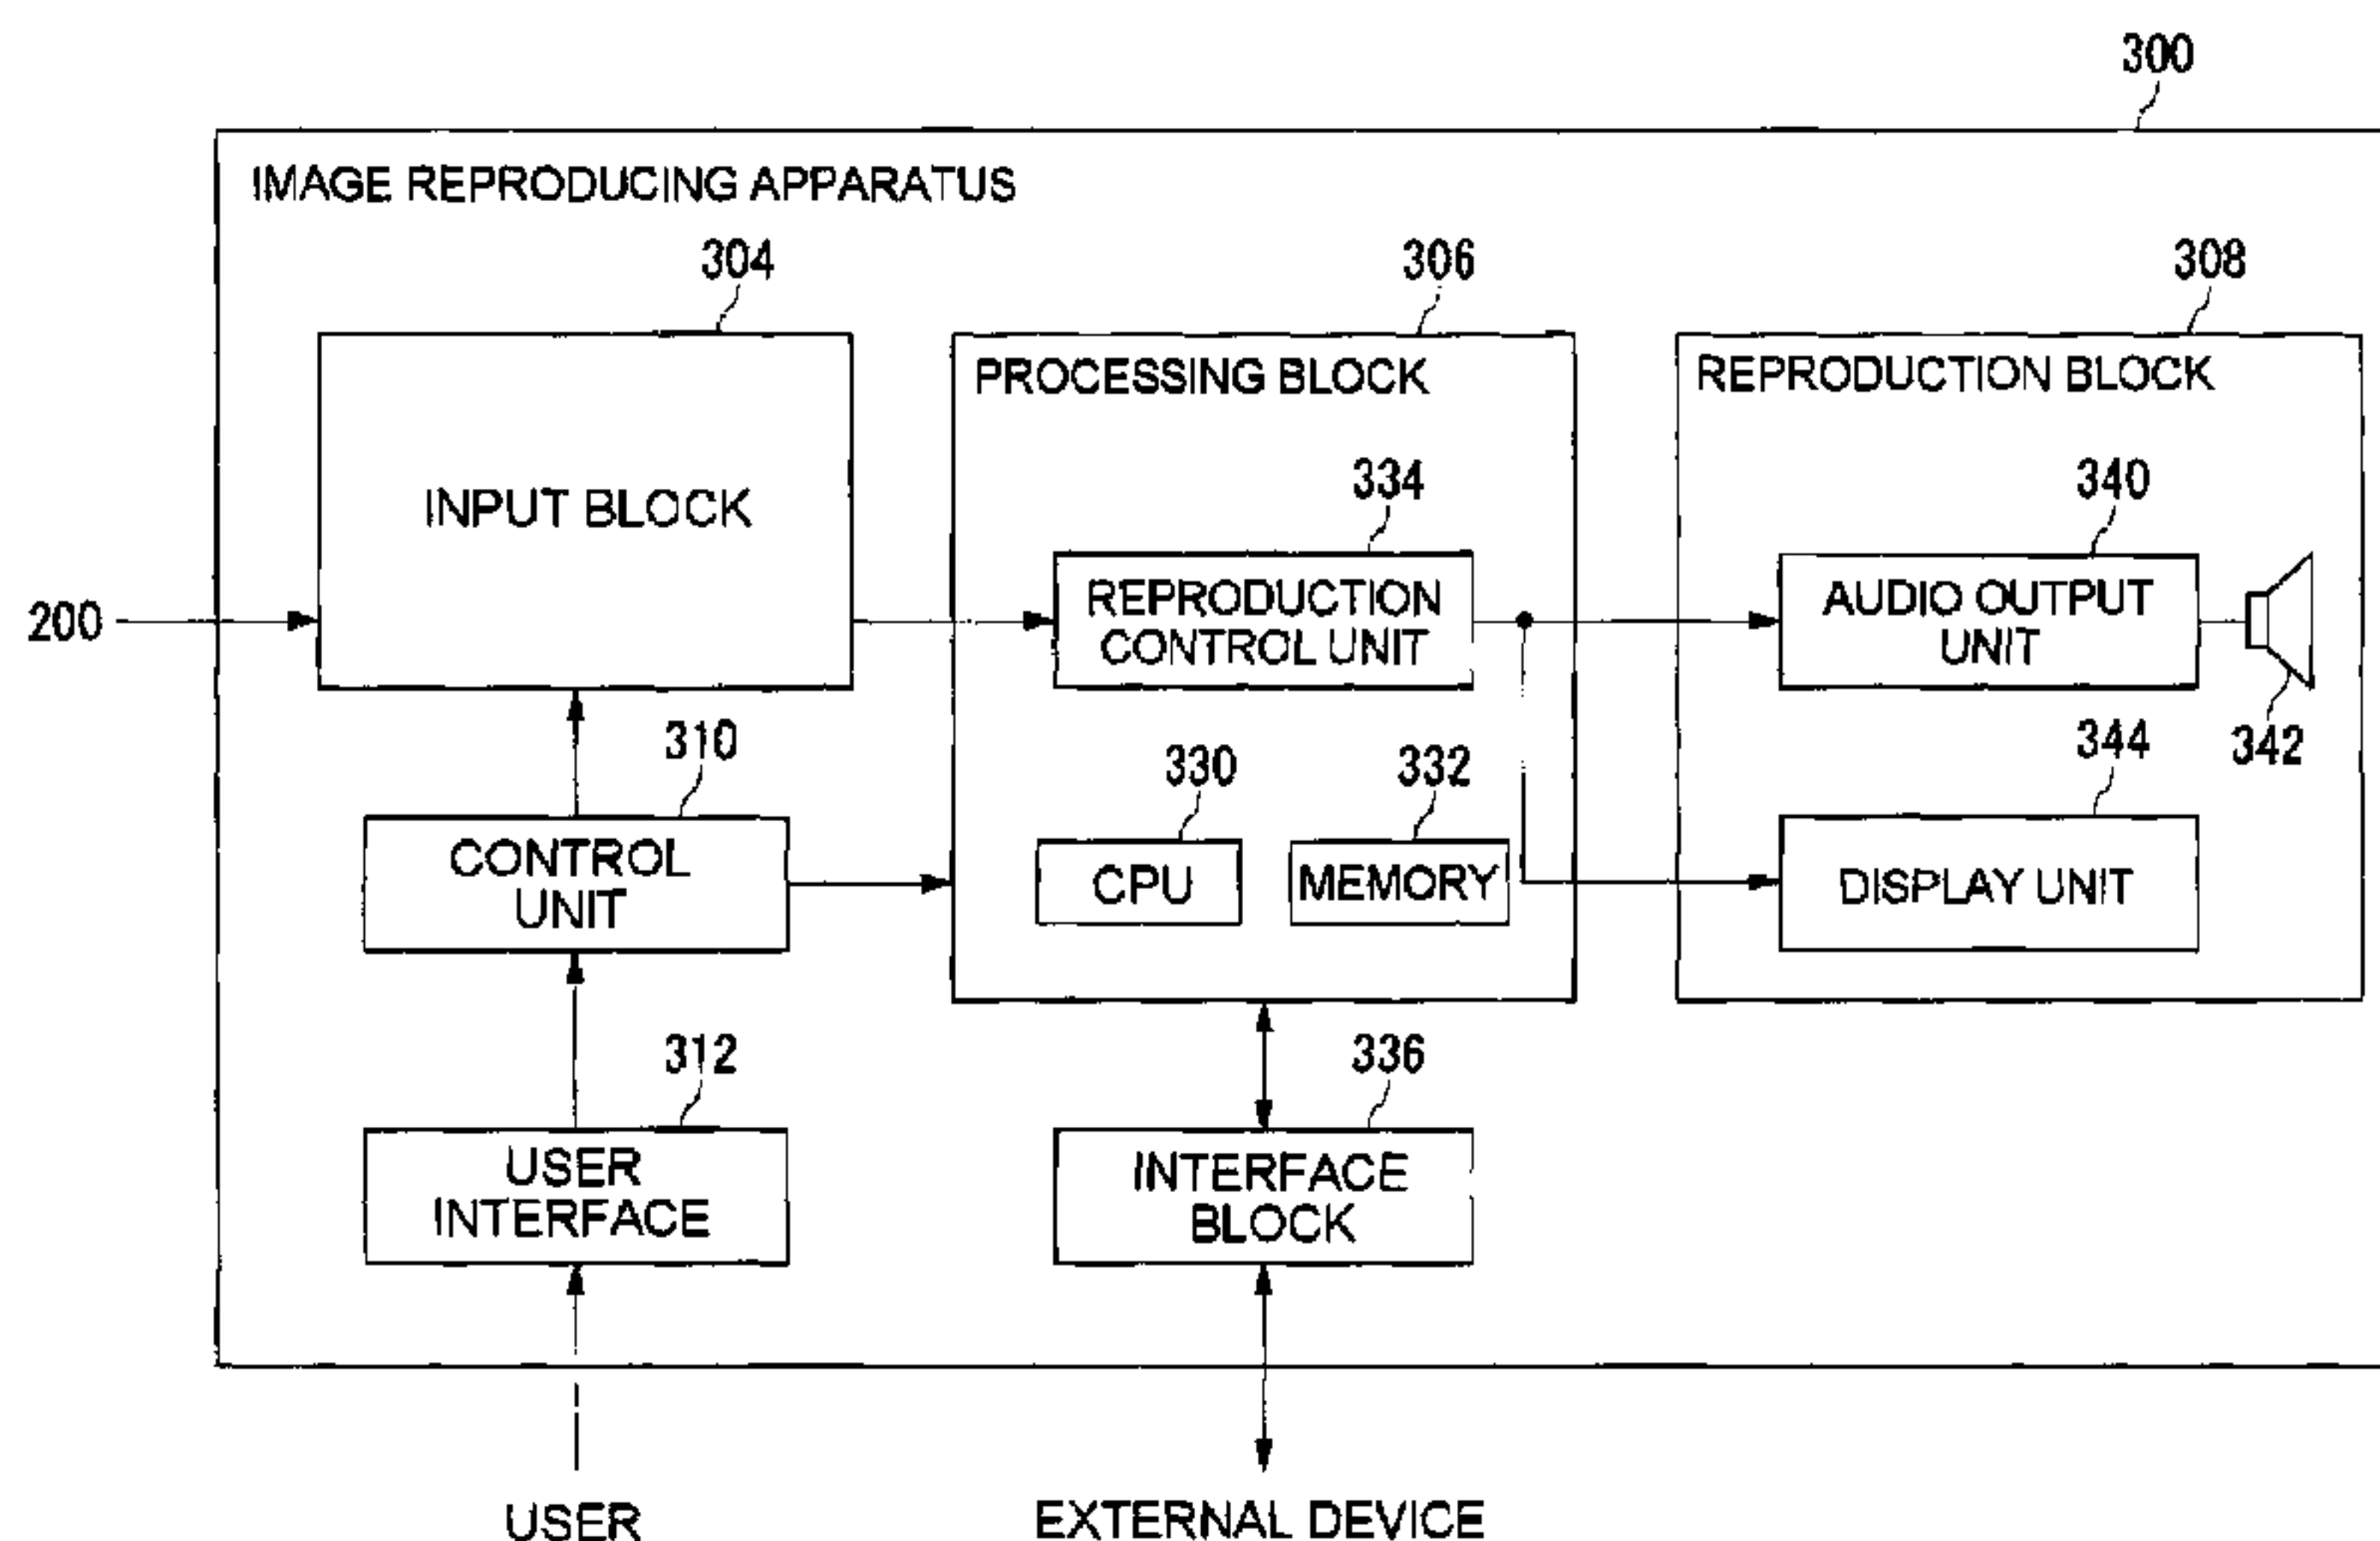 300
IMAGE REPRODUCING APPARATUS
304
306
308
INPUT BLOCK
PROCESSING BLOCK
REPRODUCTION BLOCK
334
340
200
REPRODUCTION
CONTROL UNIT
AUDIO OUTPUT
UNIT
342
310
330
332
344
CONTROL
UNIT
CPU
MEMORY
DISPLAY UNIT
312
336
USER
INTERFACE
INTERFACE
BLOCK
USER
EXTERNAL DEVICE